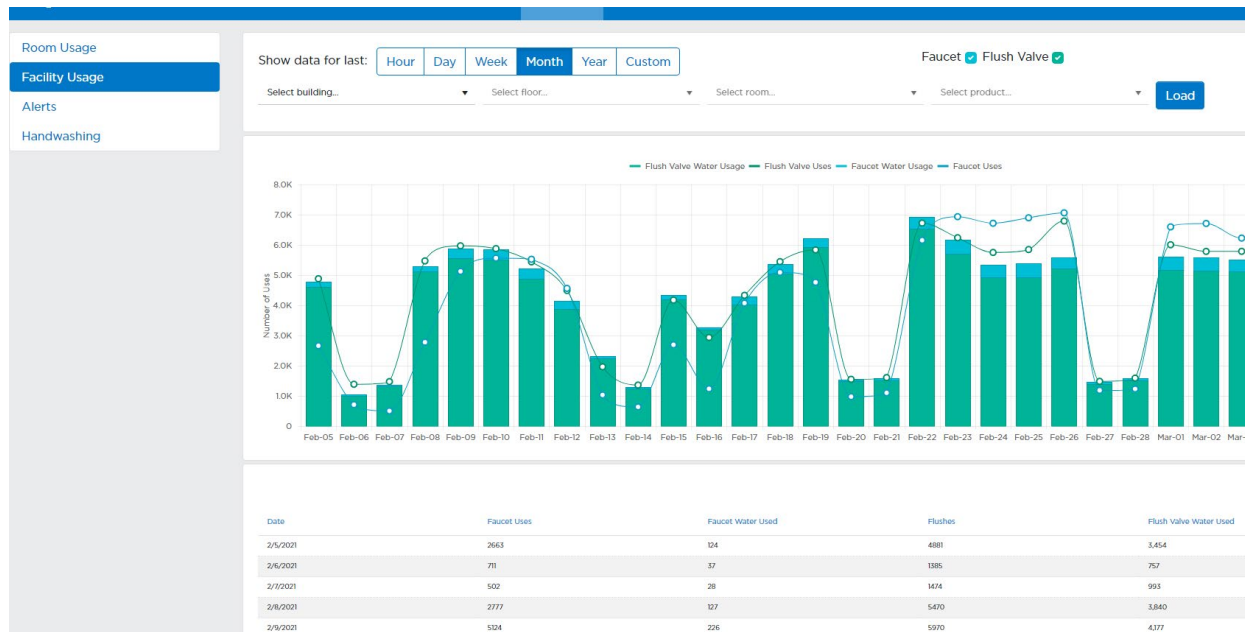 Room Usage
Facility Usage
Alerts
Handwashing
Show data for last: Hour Day Week Month Year Custom
Faucet Flush Valve
Select building... Select floor... Select room... Select product... Load
Flush Valve Water Usage Flush Valve Uses Faucet Water Usage Faucet Uses
Number of Uses
8.0K
7.0K
6.0K
5.0K
4.0K
3.0K
2.0K
1.0K
0
Feb-05 Feb-06 Feb-07 Feb-08 Feb-09 Feb-10 Feb-11 Feb-12 Feb-13 Feb-14 Feb-15 Feb-16 Feb-17 Feb-18 Feb-19 Feb-20 Feb-21 Feb-22 Feb-23 Feb-24 Feb-25 Feb-26 Feb-27 Feb-28 Mar-01 Mar-02 Mar-
Date Faucet Uses Faucet Water Used Flushes Flush Valve Water Used
2/5/2021 2663 124 4881 3,454
2/6/2021 711 37 1385 757
2/7/2021 502 28 1474 993
2/8/2021 2777 127 5470 3,840
2/9/2021 5124 226 5970 4,177